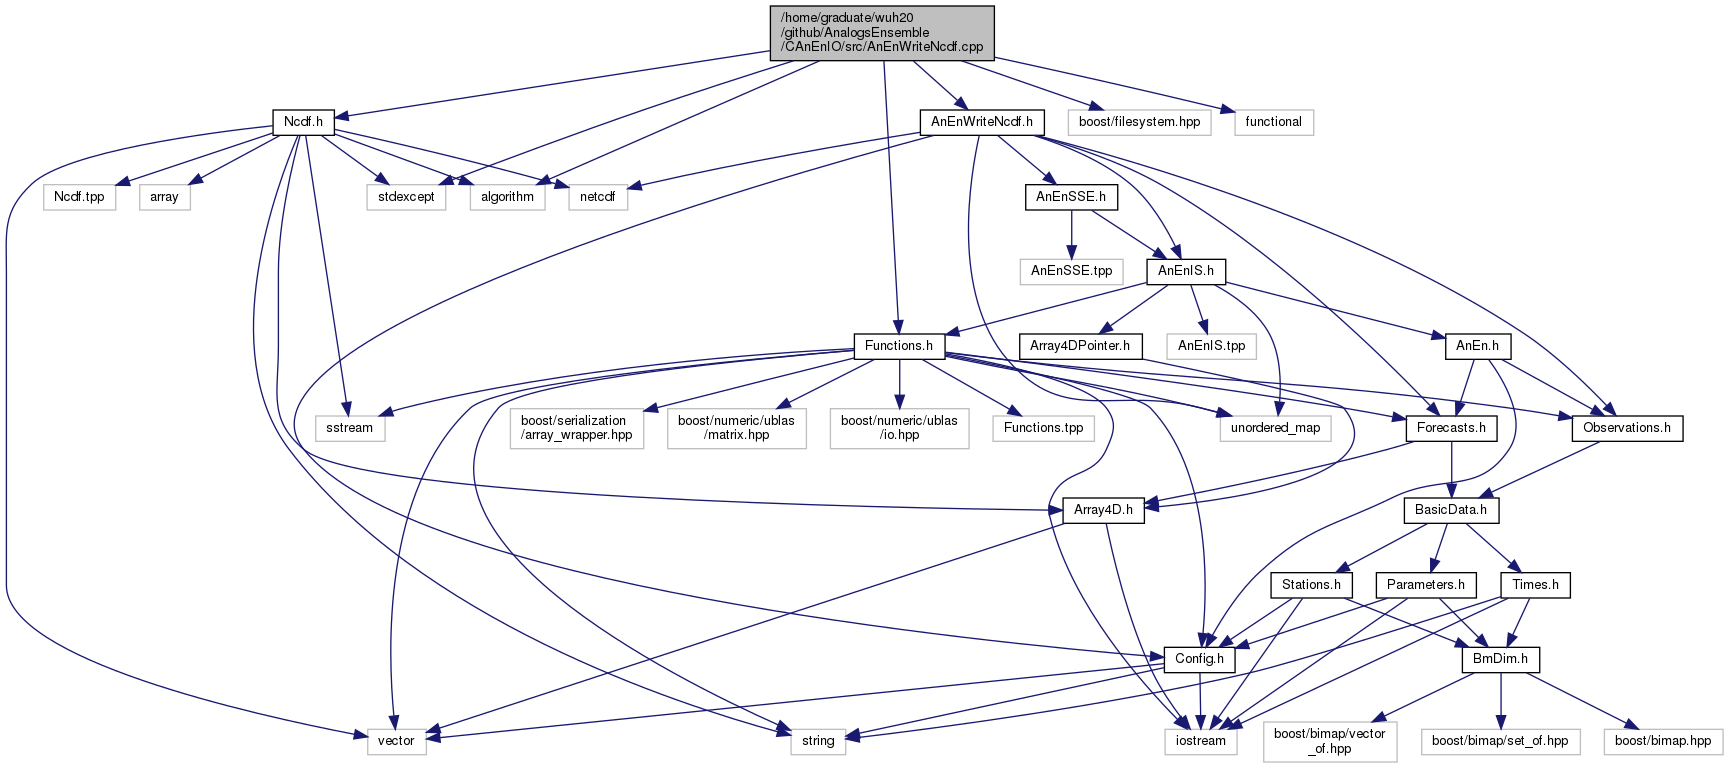 /home/graduate/wuh20
/github/AnalogsEnsemble
/CAnEnIO/src/AnEnWriteNcdf.cpp
Ncdf.h
AnEnWriteNcdf.h
boost/filesystem.hpp
functional
Ncdf.tpp
array
stdexcept
algorithm
netcdf
AnEnSSE.h
AnEnSSE.tpp
AnEnIS.h
Functions.h
Array4DPointer.h
AnEnIS.tpp
AnEn.h
sstream
boost/serialization
/array_wrapper.hpp
boost/numeric/ublas
/matrix.hpp
boost/numeric/ublas
/io.hpp
Functions.tpp
unordered_map
Forecasts.h
Observations.h
Array4D.h
BasicData.h
Stations.h
Parameters.h
Times.h
Config.h
BmDim.h
vector
string
iostream
boost/bimap/vector
_of.hpp
boost/bimap/set_of.hpp
boost/bimap.hpp